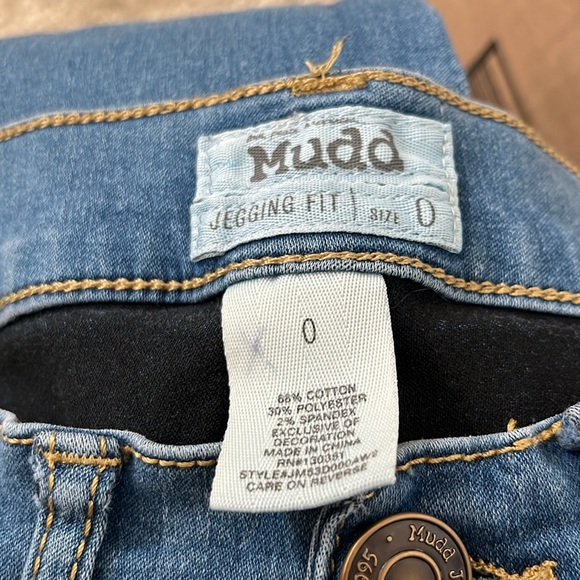 Mudd
JEGGING FIT | SIZE 0
0
68% COTTON
30% POLYESTER
2% SPANDEX
EXCLUSIVE OF
DECORATION
MADE IN CHINA
RN#130351
CARE ON REVERSE
Mudd